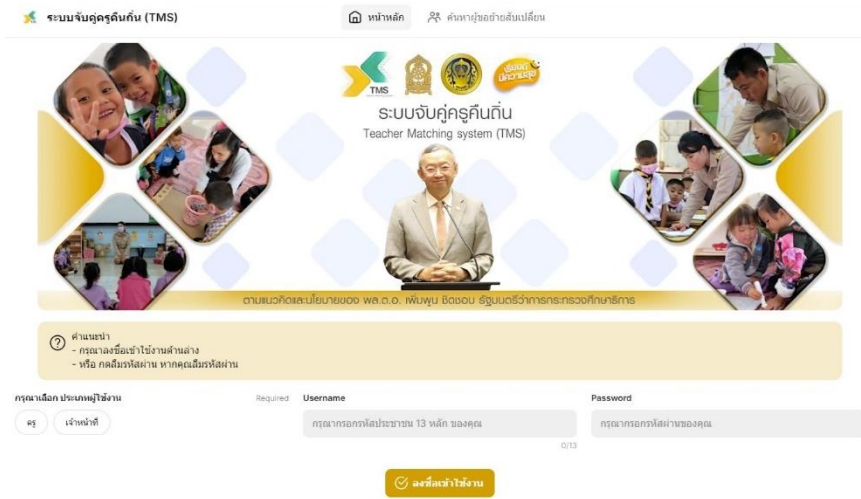 ระบบจับคู่ครูคืนถิ่น (TMS)
หน้าหลัก
ค้นหาผู้ขอย้ายสับเปลี่ยน
TMS
เรียนดี
มีความสุข
ระบบจับคู่ครูคืนถิ่น
Teacher Matching system (TMS)
ตามแนวคิดและนโยบายของ พล.ต.อ. เพิ่มพูน ชิดชอบ รัฐมนตรีว่าการกระทรวงศึกษาธิการ
คำแนะนำ
- กรุณาลงชื่อเข้าใช้งานด้านล่าง
- หรือ กดลืมรหัสผ่าน หากคุณลืมรหัสผ่าน
กรุณาเลือก ประเภทผู้ใช้งาน
Required
ครู
เจ้าหน้าที่
Username
กรุณากรอกรหัสประชาชน 13 หลัก ของคุณ
0/13
Password
กรุณากรอกรหัสผ่านของคุณ
ลงชื่อเข้าใช้งาน